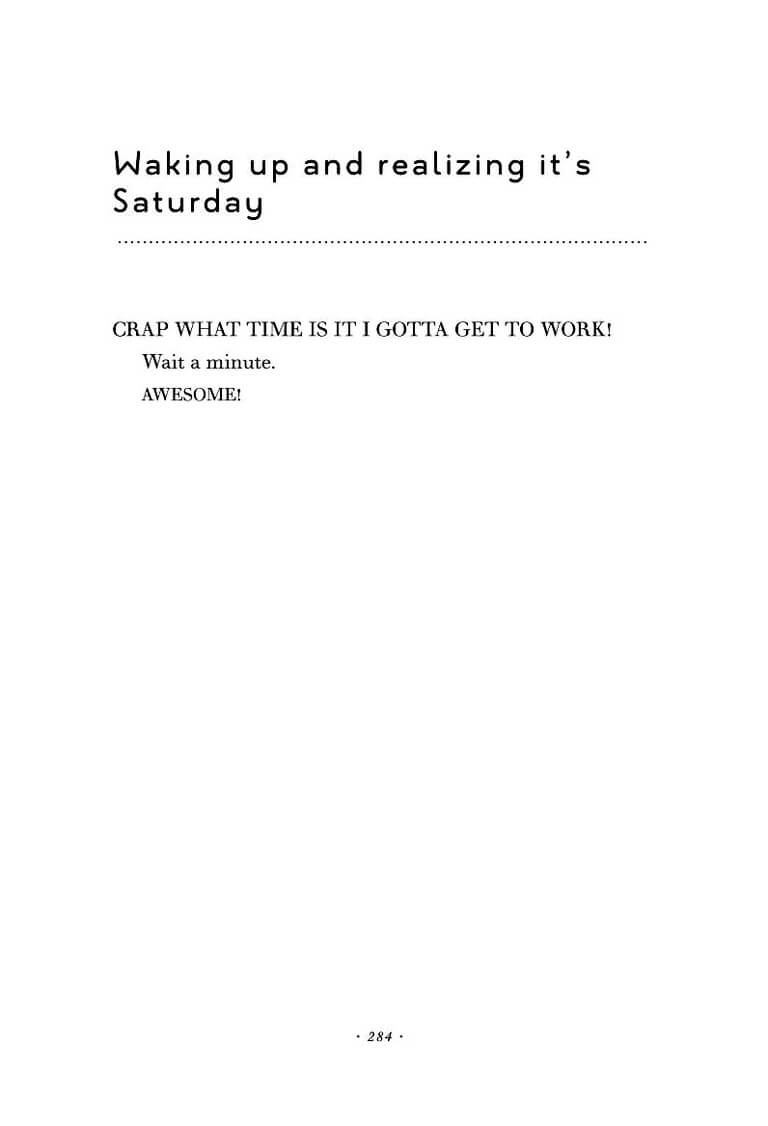 Waking up and realizing it's
Saturday
CRAP WHAT TIME IS IT I GOTTA GET TO WORK!
Wait a minute.
AWESOME!
· 284 ·